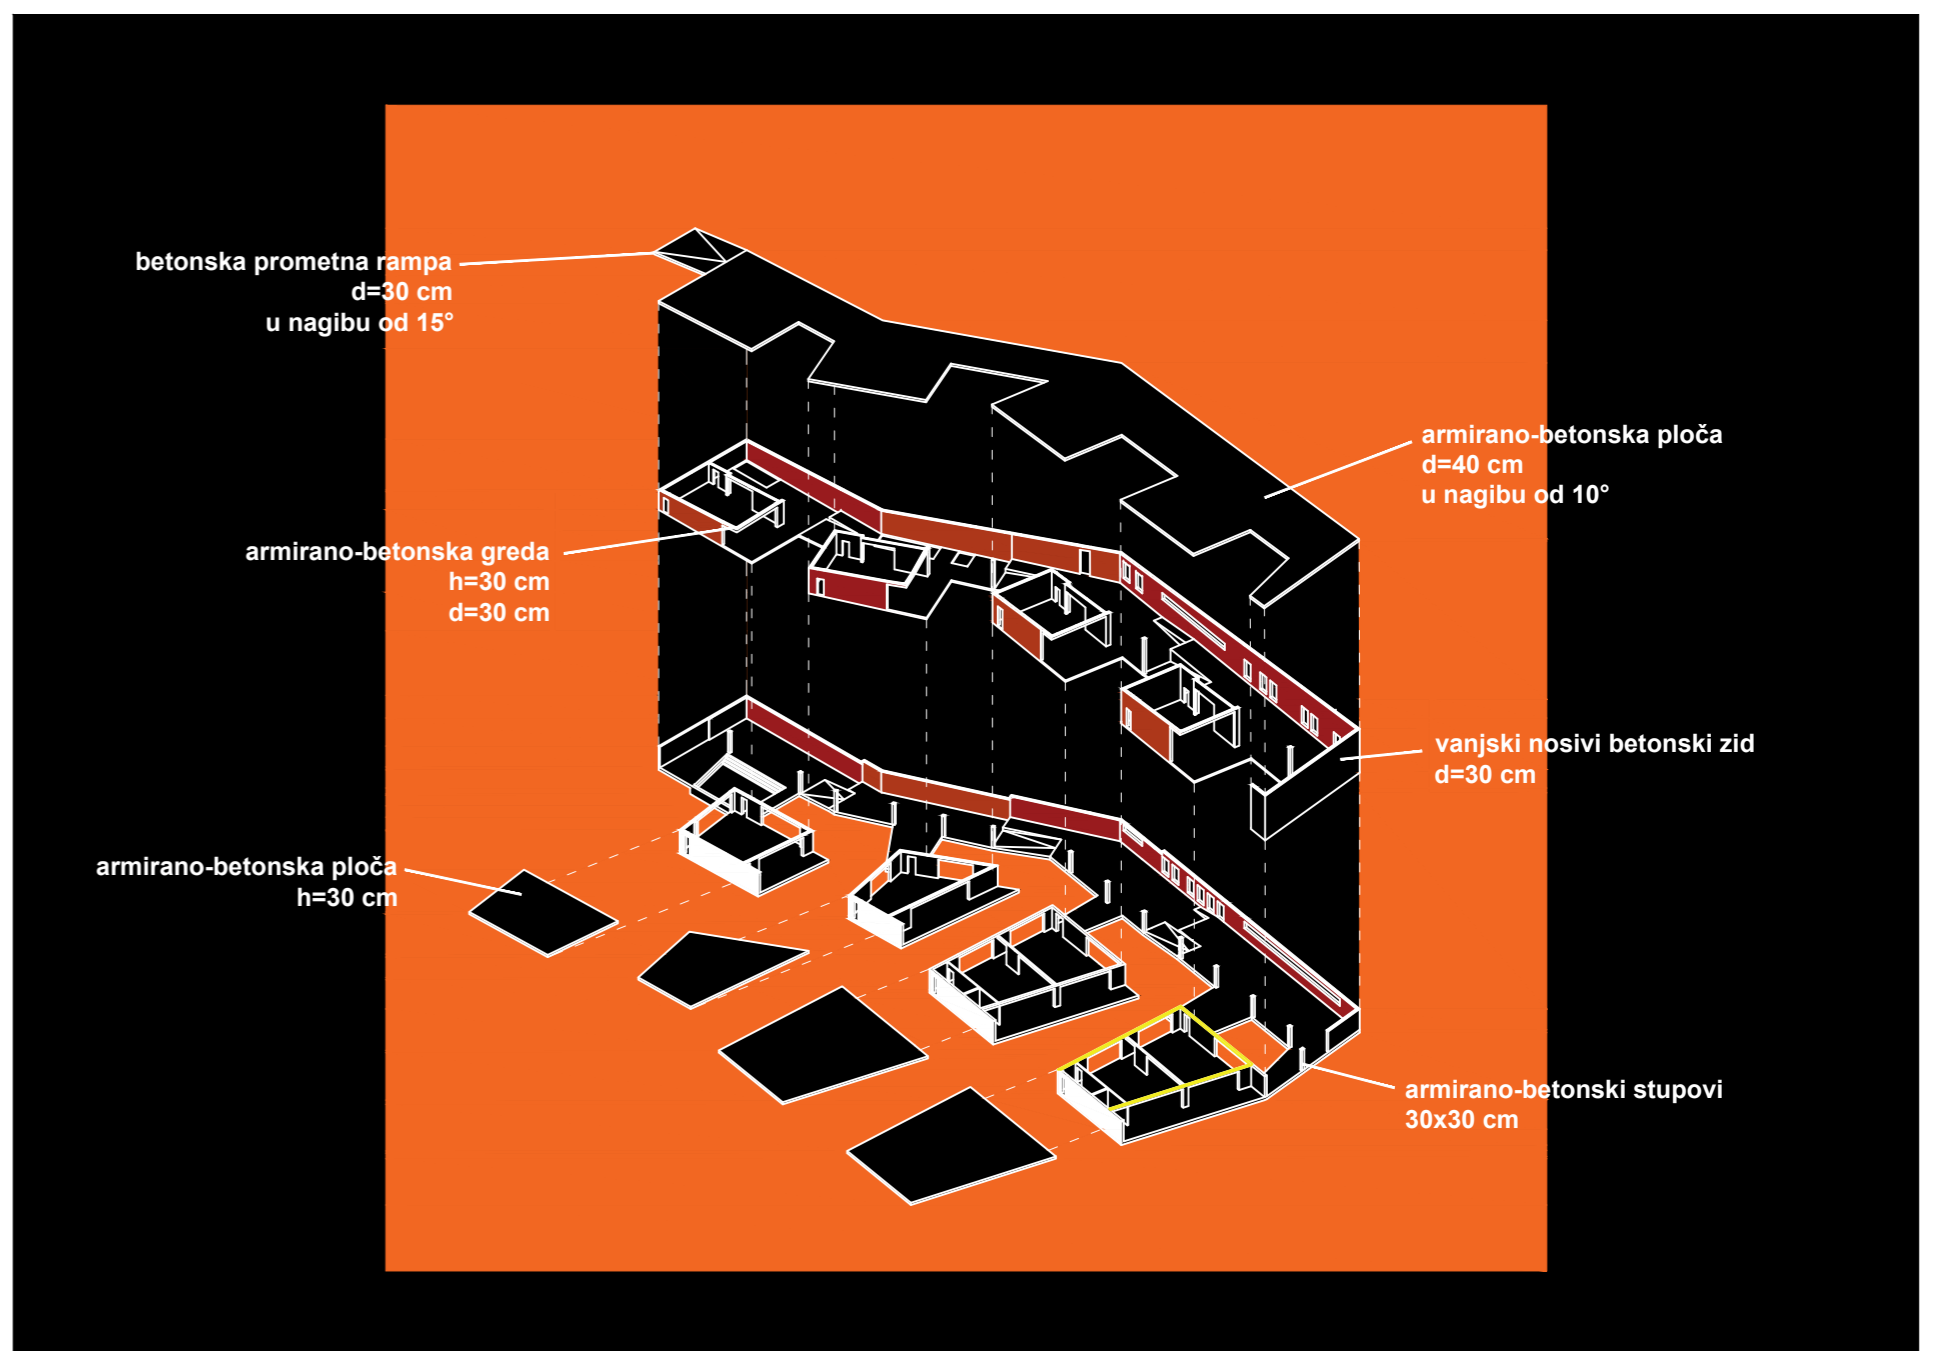 betonska prometna rampa
d=30 cm
u nagibu od 15°
armirano-betonska ploča
d=40 cm
u nagibu od 10°
armirano-betonska greda
h=30 cm
d=30 cm
vanjski nosivi betonski zid
d=30 cm
armirano-betonska ploča
h=30 cm
armirano-betonski stupovi
30x30 cm